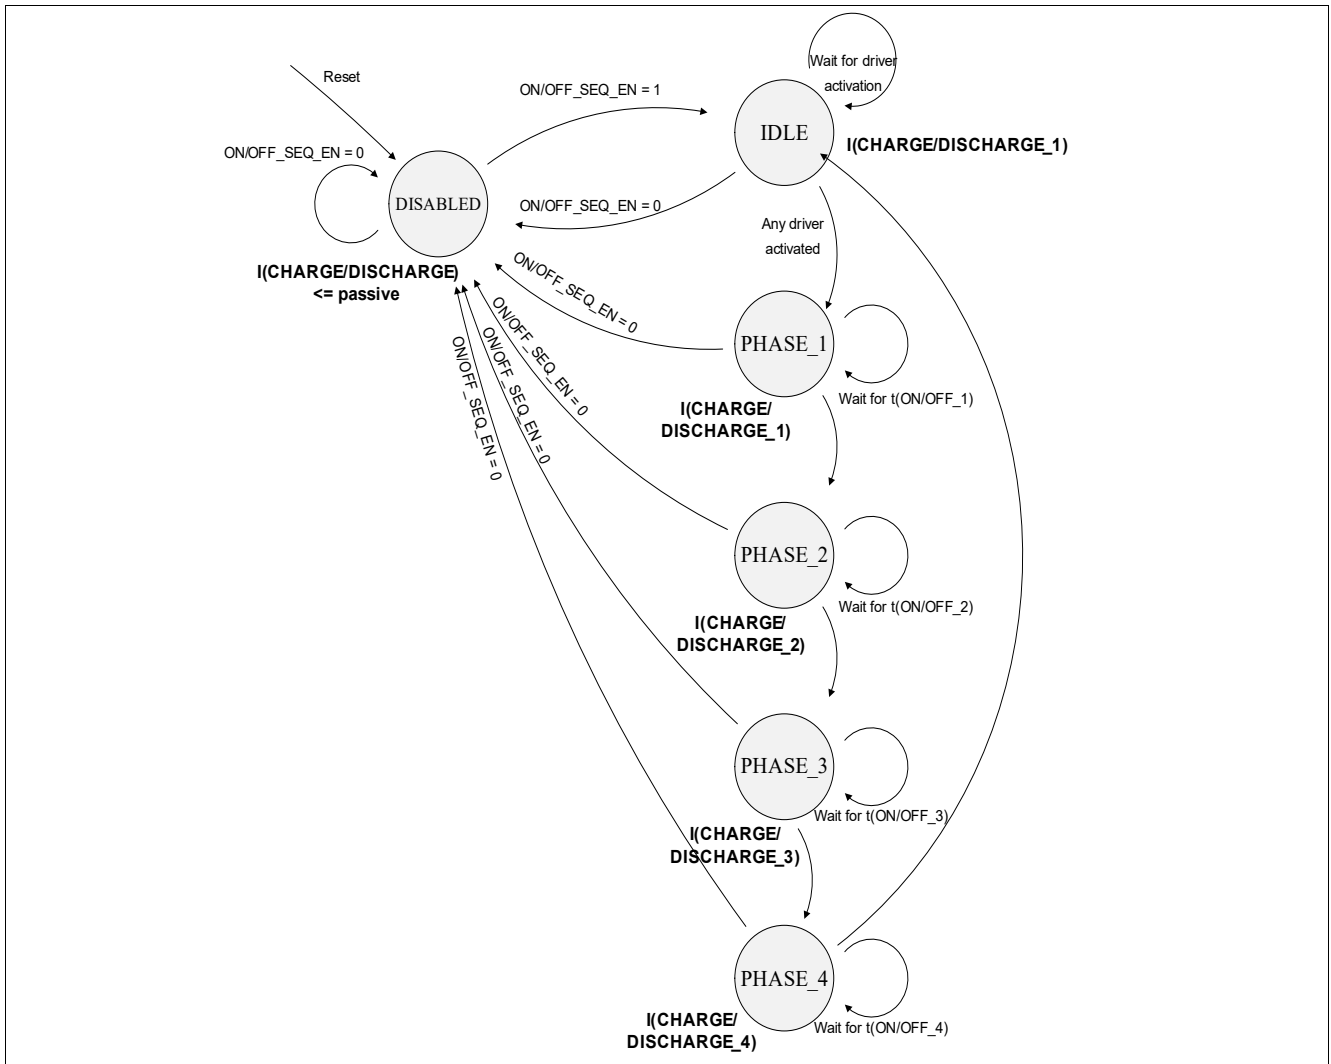 Wait for driver
activation
Reset
ON/OFF_SEQ_EN = 1
IDLE
I(CHARGE/DISCHARGE_1)
ON/OFF_SEQ_EN = 0
DISABLED
ON/OFF_SEQ_EN = 0
Any driver
activated
I(CHARGE/DISCHARGE)
<= passive
ON/OFF_SEQ_EN = 0
ON/OFF_SEQ_EN = 0
ON/OFF_SEQ_EN = 0
ON/OFF_SEQ_EN = 0
PHASE_1
Wait for t(ON/OFF_1)
I(CHARGE/
DISCHARGE_1)
PHASE_2
Wait for t(ON/OFF_2)
I(CHARGE/
DISCHARGE_2)
PHASE_3
Wait for t(ON/OFF_3)
I(CHARGE/
DISCHARGE_3)
PHASE_4
Wait for t(ON/OFF_4)
I(CHARGE/
DISCHARGE_4)